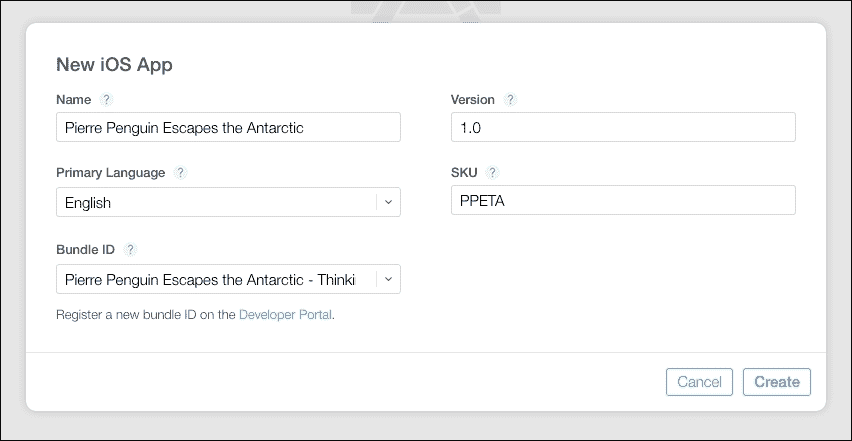 New iOS App
Name ?
Pierre Penguin Escapes the Antarctic
Version ?
1.0
Primary Language ?
English
SKU ?
PPETA
Bundle ID ?
Pierre Penguin Escapes the Antarctic - Thinki
Register a new bundle ID on the Developer Portal.
Cancel
Create